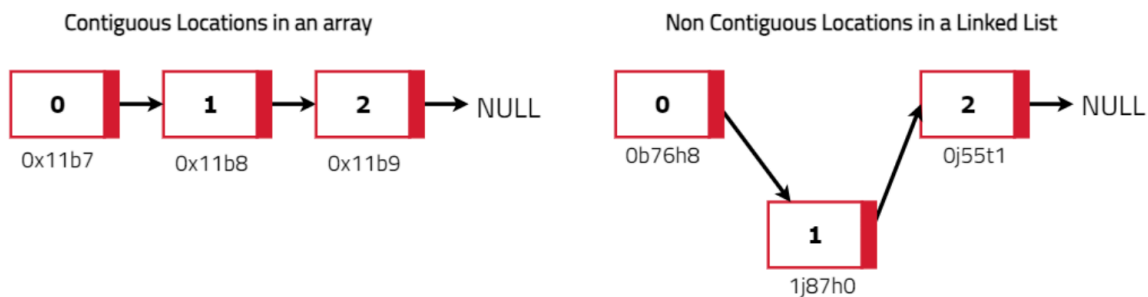 Contiguous Locations in an array
0 1 2 NULL
0x11b7 0x11b8 0x11b9
Non Contiguous Locations in a Linked List
0 2 NULL
0b76h8 0j55t1
1
1j87h0